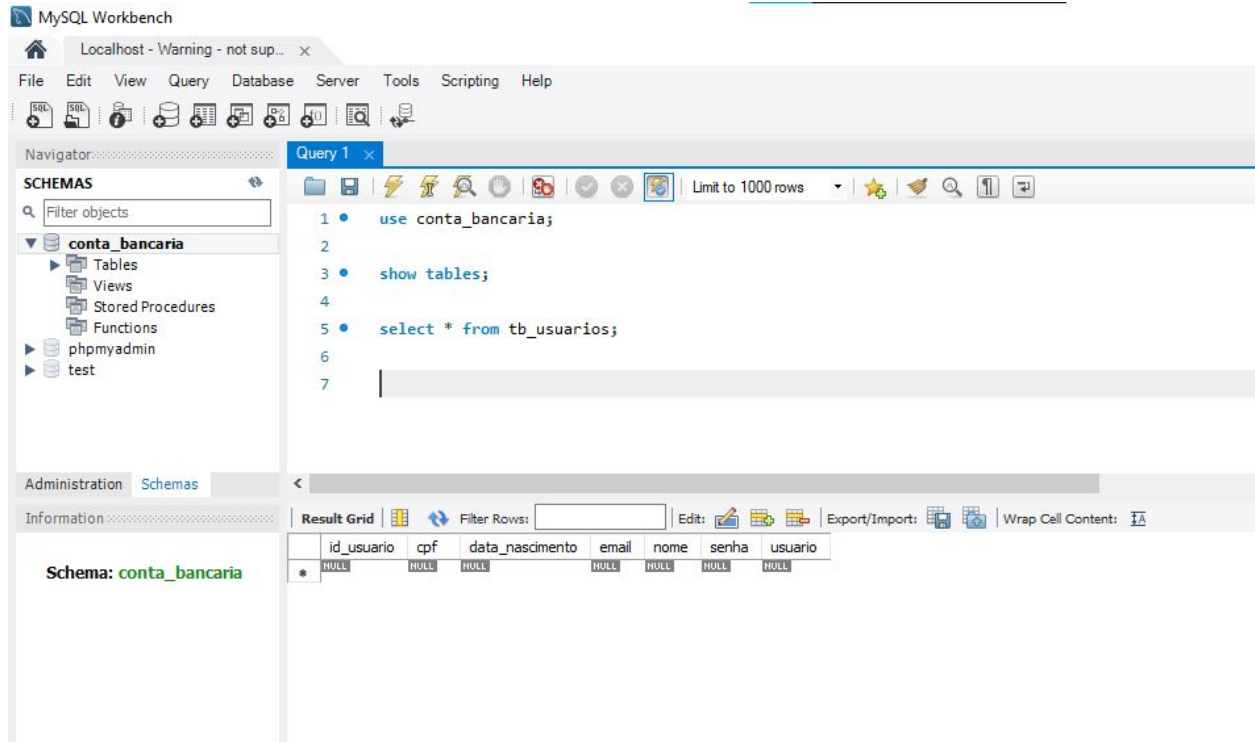 MySQL Workbench
Localhost - Warning - not sup...
File Edit View Query Database Server Tools Scripting Help
Navigator
SCHEMAS
Filter objects
conta_bancaria
Tables
Views
Stored Procedures
Functions
phpmyadmin
test
Administration Schemas
Information
Schema: conta_bancaria
Query 1
Limit to 1000 rows
1 use conta_bancaria;
2
3 show tables;
4
5 select * from tb_usuarios;
6
7
Result Grid Filter Rows: Edit: Export/Import: Wrap Cell Content:
id_usuario cpf data_nascimento email nome senha usuario
NULL NULL NULL NULL NULL NULL NULL